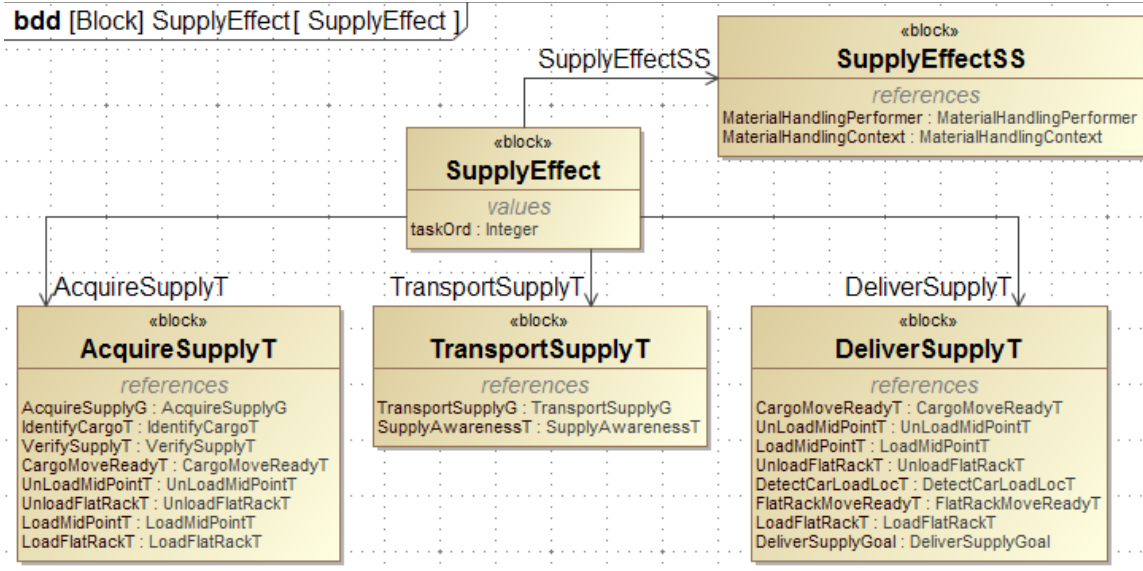 bdd [Block] SupplyEffect[ SupplyEffect ]
SupplyEffectSS
«block»
SupplyEffectSS
references
MaterialHandlingPerformer : MaterialHandlingPerformer
MaterialHandlingContext : MaterialHandlingContext
«block»
SupplyEffect
values
taskOrd : Integer
AcquireSupplyT
TransportSupplyT
DeliverSupplyT
«block»
AcquireSupplyT
references
AcquireSupplyG : AcquireSupplyG
IdentifyCargoT : IdentifyCargoT
VerifySupplyT : VerifySupplyT
CargoMoveReadyT : CargoMoveReadyT
UnLoadMidPointT : UnLoadMidPointT
UnloadFlatRackT : UnloadFlatRackT
LoadMidPointT : LoadMidPointT
LoadFlatRackT : LoadFlatRackT
«block»
TransportSupplyT
references
TransportSupplyG : TransportSupplyG
SupplyAwarenessT : SupplyAwarenessT
«block»
DeliverSupplyT
references
CargoMoveReadyT : CargoMoveReadyT
UnLoadMidPointT : UnLoadMidPointT
LoadMidPointT : LoadMidPointT
UnloadFlatRackT : UnloadFlatRackT
DetectCarLoadLocT : DetectCarLoadLocT
FlatRackMoveReadyT : FlatRackMoveReadyT
LoadFlatRackT : LoadFlatRackT
DeliverSupplyGoal : DeliverSupplyGoal